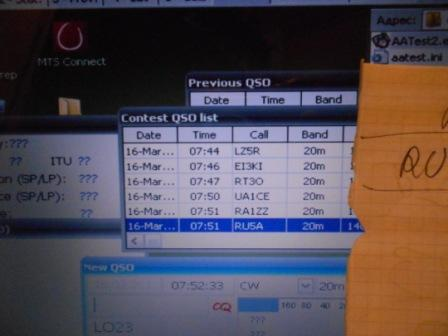 Адрес:
AATest2.e
aatest.ini
MTS Connect
Previous QSO
Date Time Band
Contest QSO list
Date Time Call Band
16-Mar... 07:44 LZ5R 20m
16-Mar... 07:46 EI3KI 20m
16-Mar... 07:47 RT3O 20m
16-Mar... 07:50 UA1CE 20m
16-Mar... 07:51 RA1ZZ 20m
16-Mar... 07:51 RU5A 20m 14
y:???
?? ITU ??
on (SP/LP): ???
ce (SP/LP): ???
e: ??
New QSO
07:52:33 CW 20m
CQ 160 80 40 2
LO23 ???
???
RU